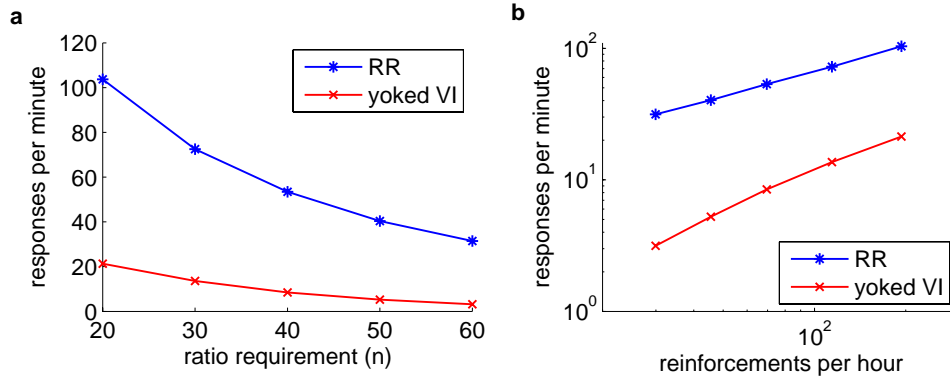 a
responses per minute
120
100
80
60
40
20
0
20 30 40 50 60
ratio requirement (n)
RR
yoked VI
b
responses per minute
10^2
10^1
10^0
10^2
reinforcements per hour
RR
yoked VI